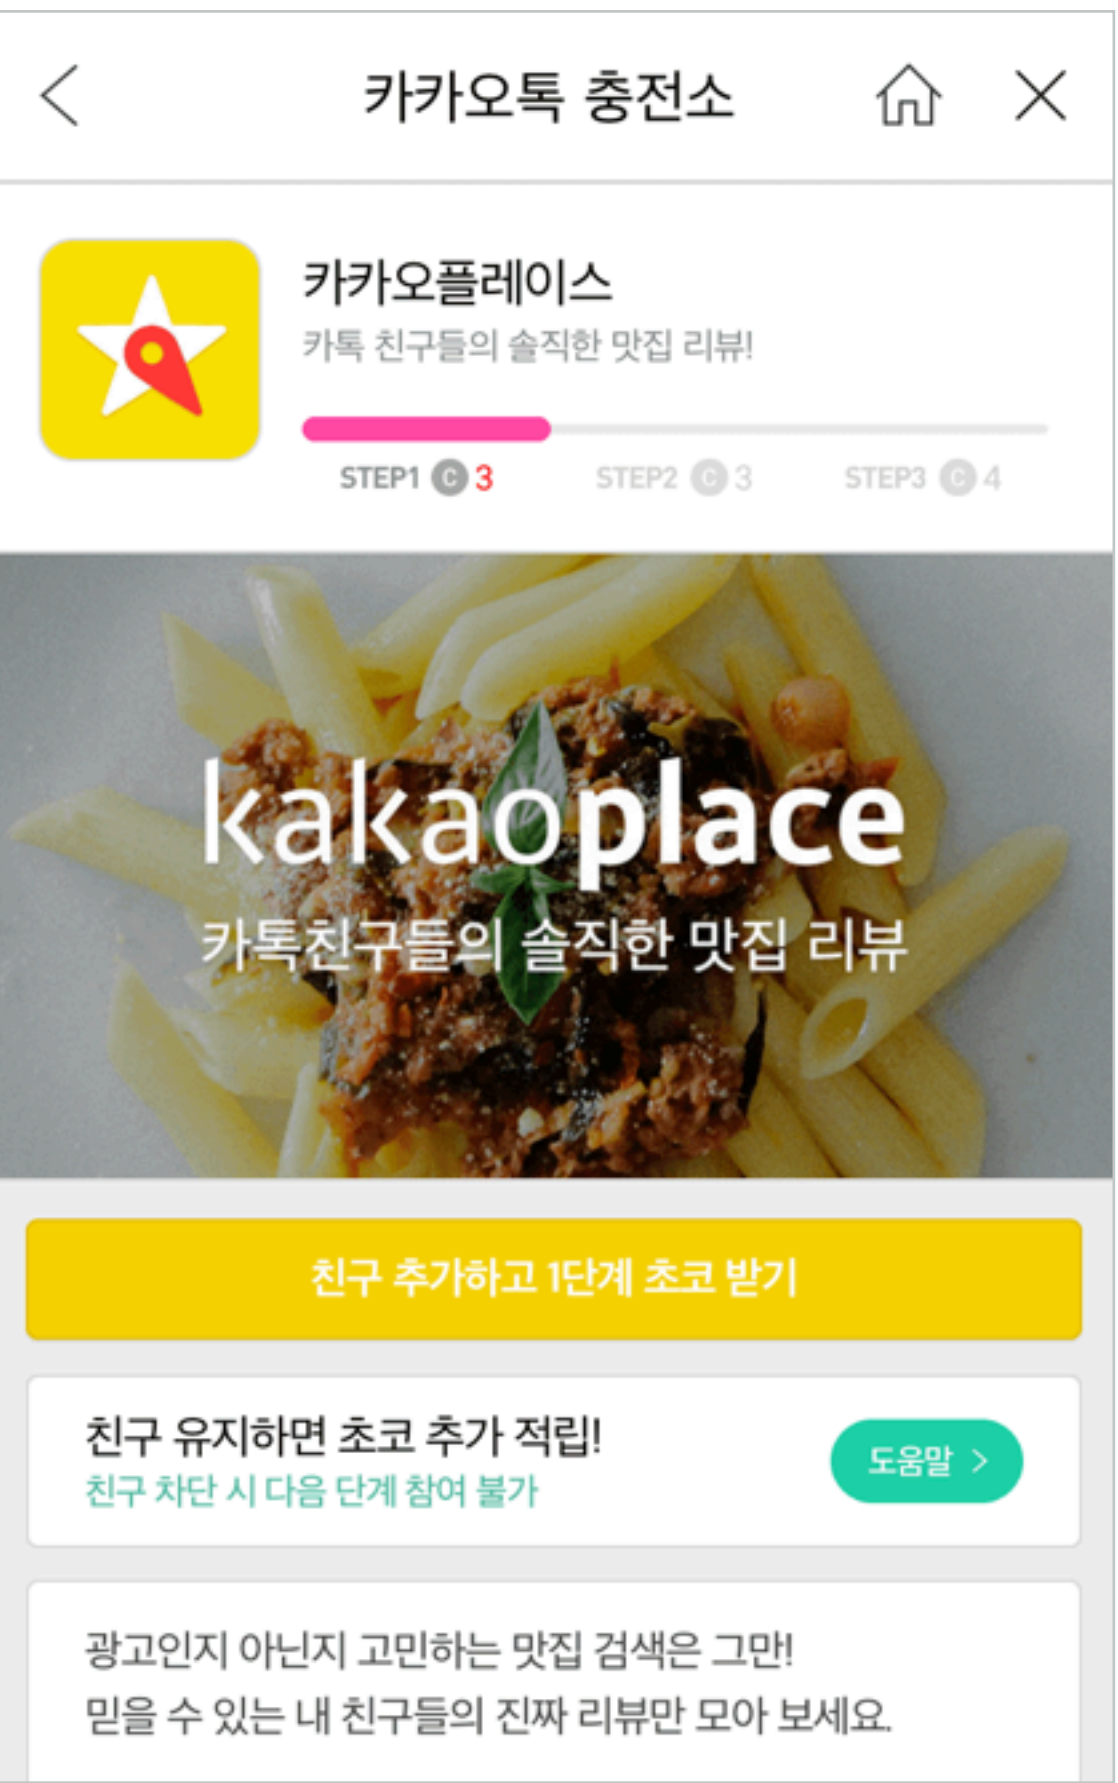 카카오톡 충전소
카카오플레이스
카톡 친구들의 솔직한 맛집 리뷰!
STEP1 C 3 STEP2 C 3 STEP3 C 4
kakaoplace
카톡친구들의 솔직한 맛집 리뷰
친구 추가하고 1단계 초코 받기
친구 유지하면 초코 추가 적립!
친구 차단 시 다음 단계 참여 불가
도움말 >
광고인지 아닌지 고민하는 맛집 검색은 그만!
믿을 수 있는 내 친구들의 진짜 리뷰만 모아 보세요.